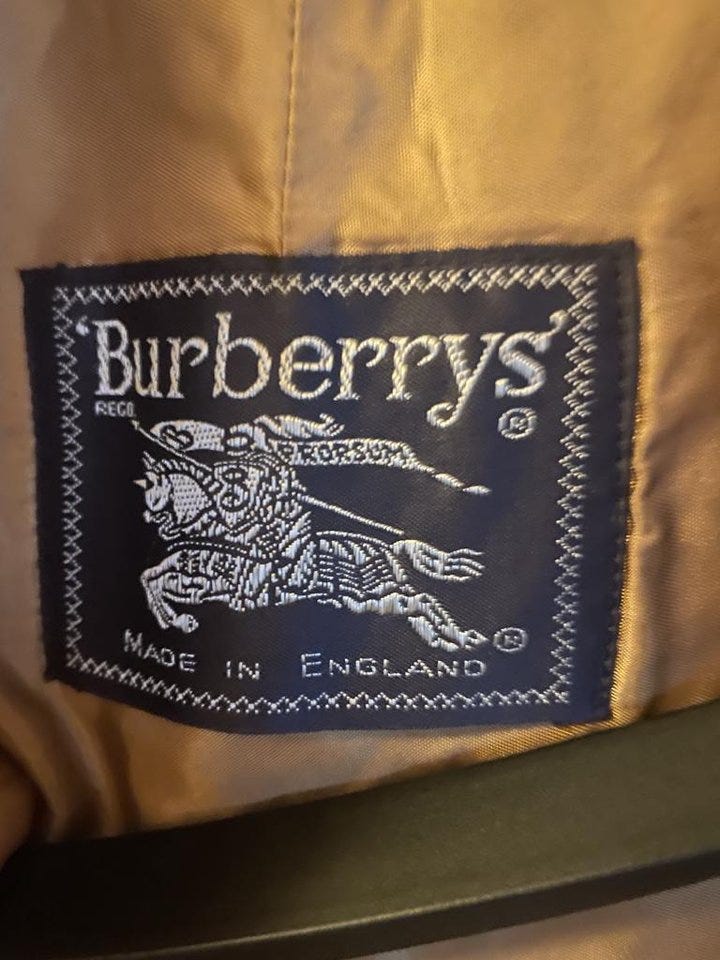 'Burberrys'
REGD.
®
PRORSUM
MADE IN ENGLAND
®